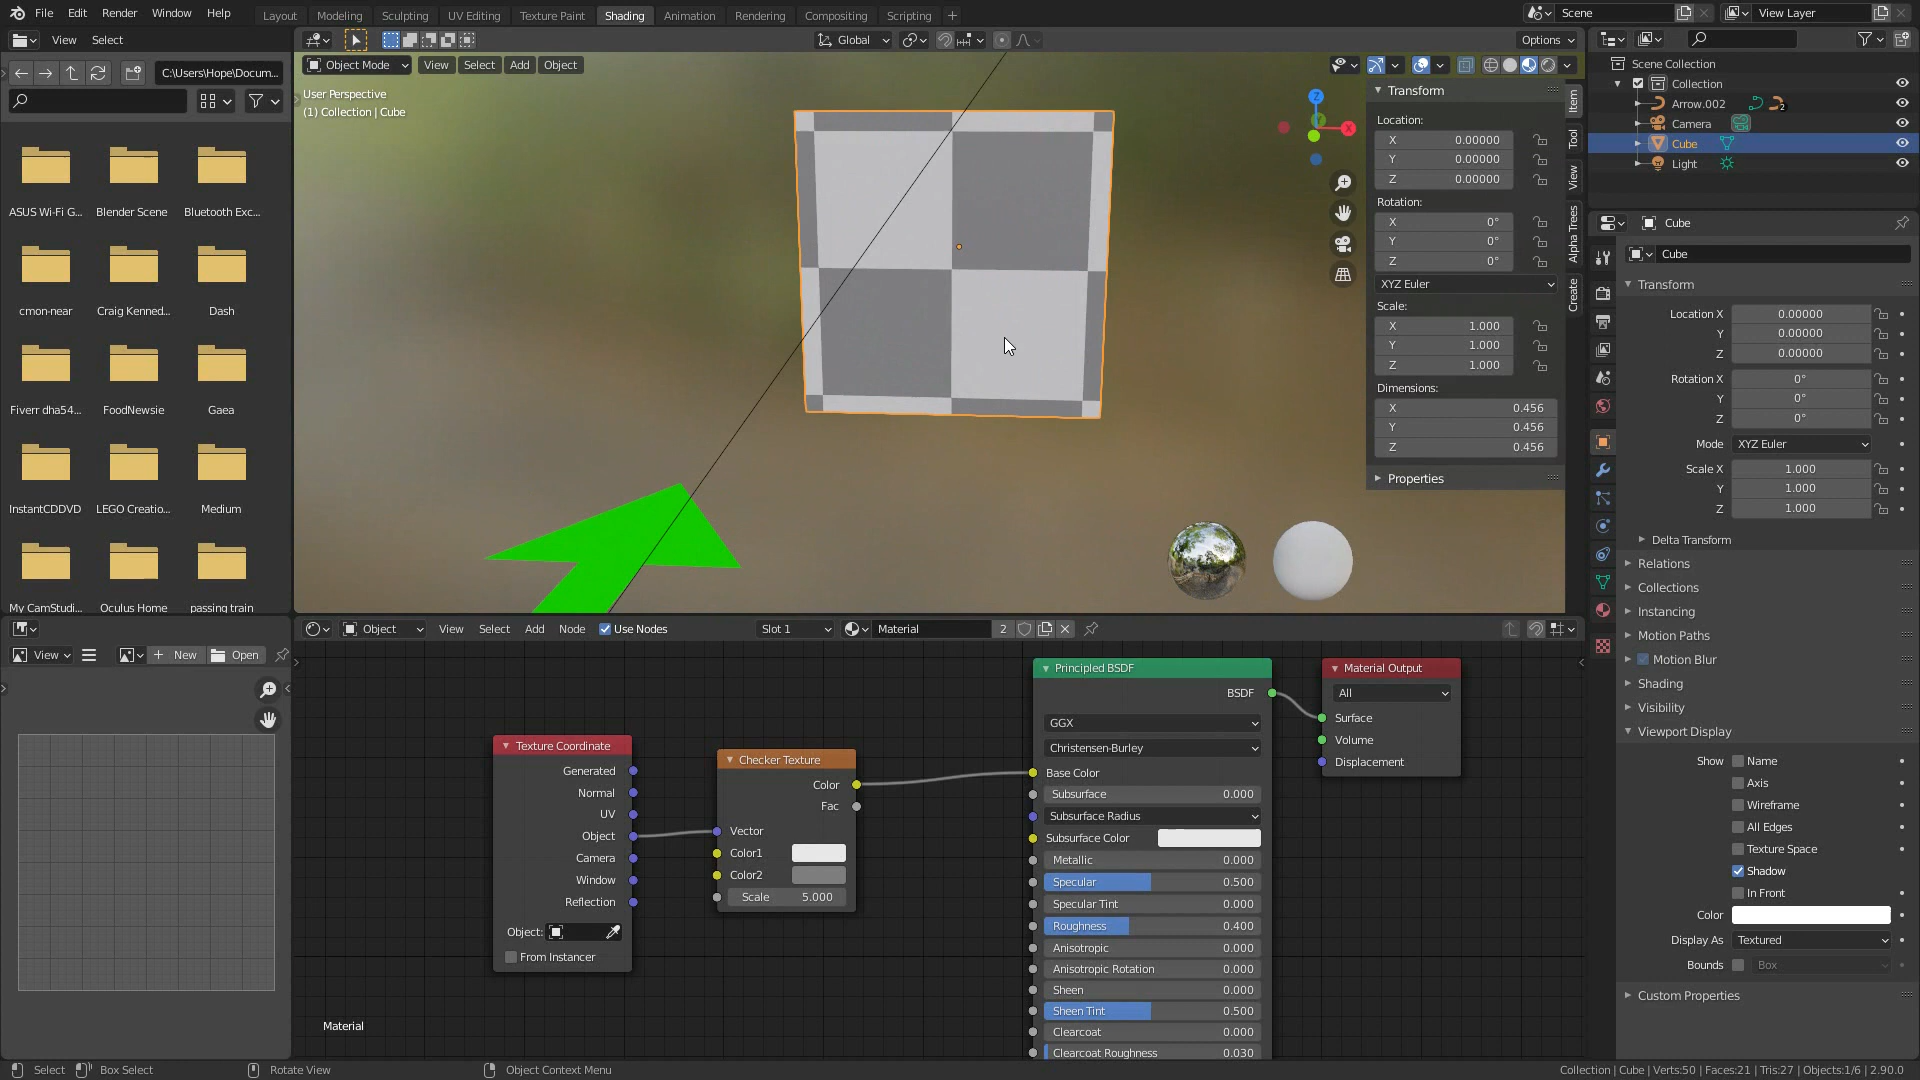 File Edit Render Window Help Layout Modeling Sculpting UV Editing Texture Paint Shading Animation Rendering Compositing Scripting + Scene View Layer
View Select
Global Options
C:\Users\Hope\Docum...
Object Mode View Select Add Object
User Perspective
(1) Collection | Cube
ASUS Wi-Fi G... Blender Scene Bluetooth Exc...
cmon-near Craig Kenned... Dash
Fiverr dha54... FoodNewsie Gaea
InstantCDDVD LEGO Creatio... Medium
My CamStudi... Oculus Home passing train
Z
X
Transform
Location:
X 0.00000
Y 0.00000
Z 0.00000
Rotation:
X 0°
Y 0°
Z 0°
XYZ Euler
Scale:
X 1.000
Y 1.000
Z 1.000
Dimensions:
X 0.456
Y 0.456
Z 0.456
Properties
Item
Tool
View
Alpha Trees
Create
Scene Collection
Collection
Arrow.002 2
Camera
Cube
Light
Cube
Cube
Transform
Location X 0.00000
Y 0.00000
Z 0.00000
Rotation X 0°
Y 0°
Z 0°
Mode XYZ Euler
Scale X 1.000
Y 1.000
Z 1.000
Delta Transform
Relations
Collections
Instancing
Motion Paths
Motion Blur
Shading
Visibility
Viewport Display
Show Name
Axis
Wireframe
All Edges
Texture Space
Shadow
In Front
Color
Display As Textured
Bounds Box
Custom Properties
View New Open
Object View Select Add Node Use Nodes Slot 1 Material 2
Texture Coordinate
Generated
Normal
UV
Object
Camera
Window
Reflection
Object:
From Instancer
Checker Texture
Color
Fac
Vector
Color1
Color2
Scale 5.000
Principled BSDF
BSDF
GGX
Christensen-Burley
Base Color
Subsurface 0.000
Subsurface Radius
Subsurface Color
Metallic 0.000
Specular 0.500
Specular Tint 0.000
Roughness 0.400
Anisotropic 0.000
Anisotropic Rotation 0.000
Sheen 0.000
Sheen Tint 0.500
Clearcoat 0.000
Clearcoat Roughness 0.030
Material Output
All
Surface
Volume
Displacement
Material
Select Box Select Rotate View Object Context Menu Collection | Cube | Verts:50 | Faces:21 | Tris:27 | Objects:1/6 | 2.90.0